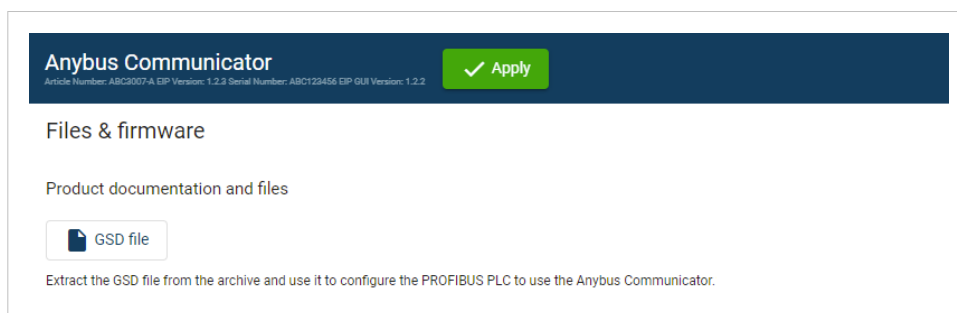 Anybus Communicator
Article Number: ABC3007-A EIP Version: 1.2.3 Serial Number: ABC123456 EIP GUI Version: 1.2.2
Apply
Files & firmware
Product documentation and files
GSD file
Extract the GSD file from the archive and use it to configure the PROFIBUS PLC to use the Anybus Communicator.